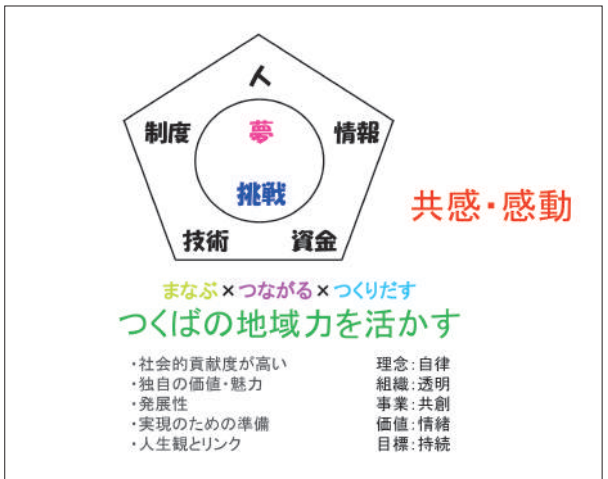 人
制度
夢
情報
挑戦
技術
資金
共感・感動
まなぶ×つながる×つくりだす
つくばの地域力を活かす
・社会的貢献度が高い
・独自の価値・魅力
・発展性
・実現のための準備
・人生観とリンク
理念:自律
組織:透明
事業:共創
価値:情緒
目標:持続